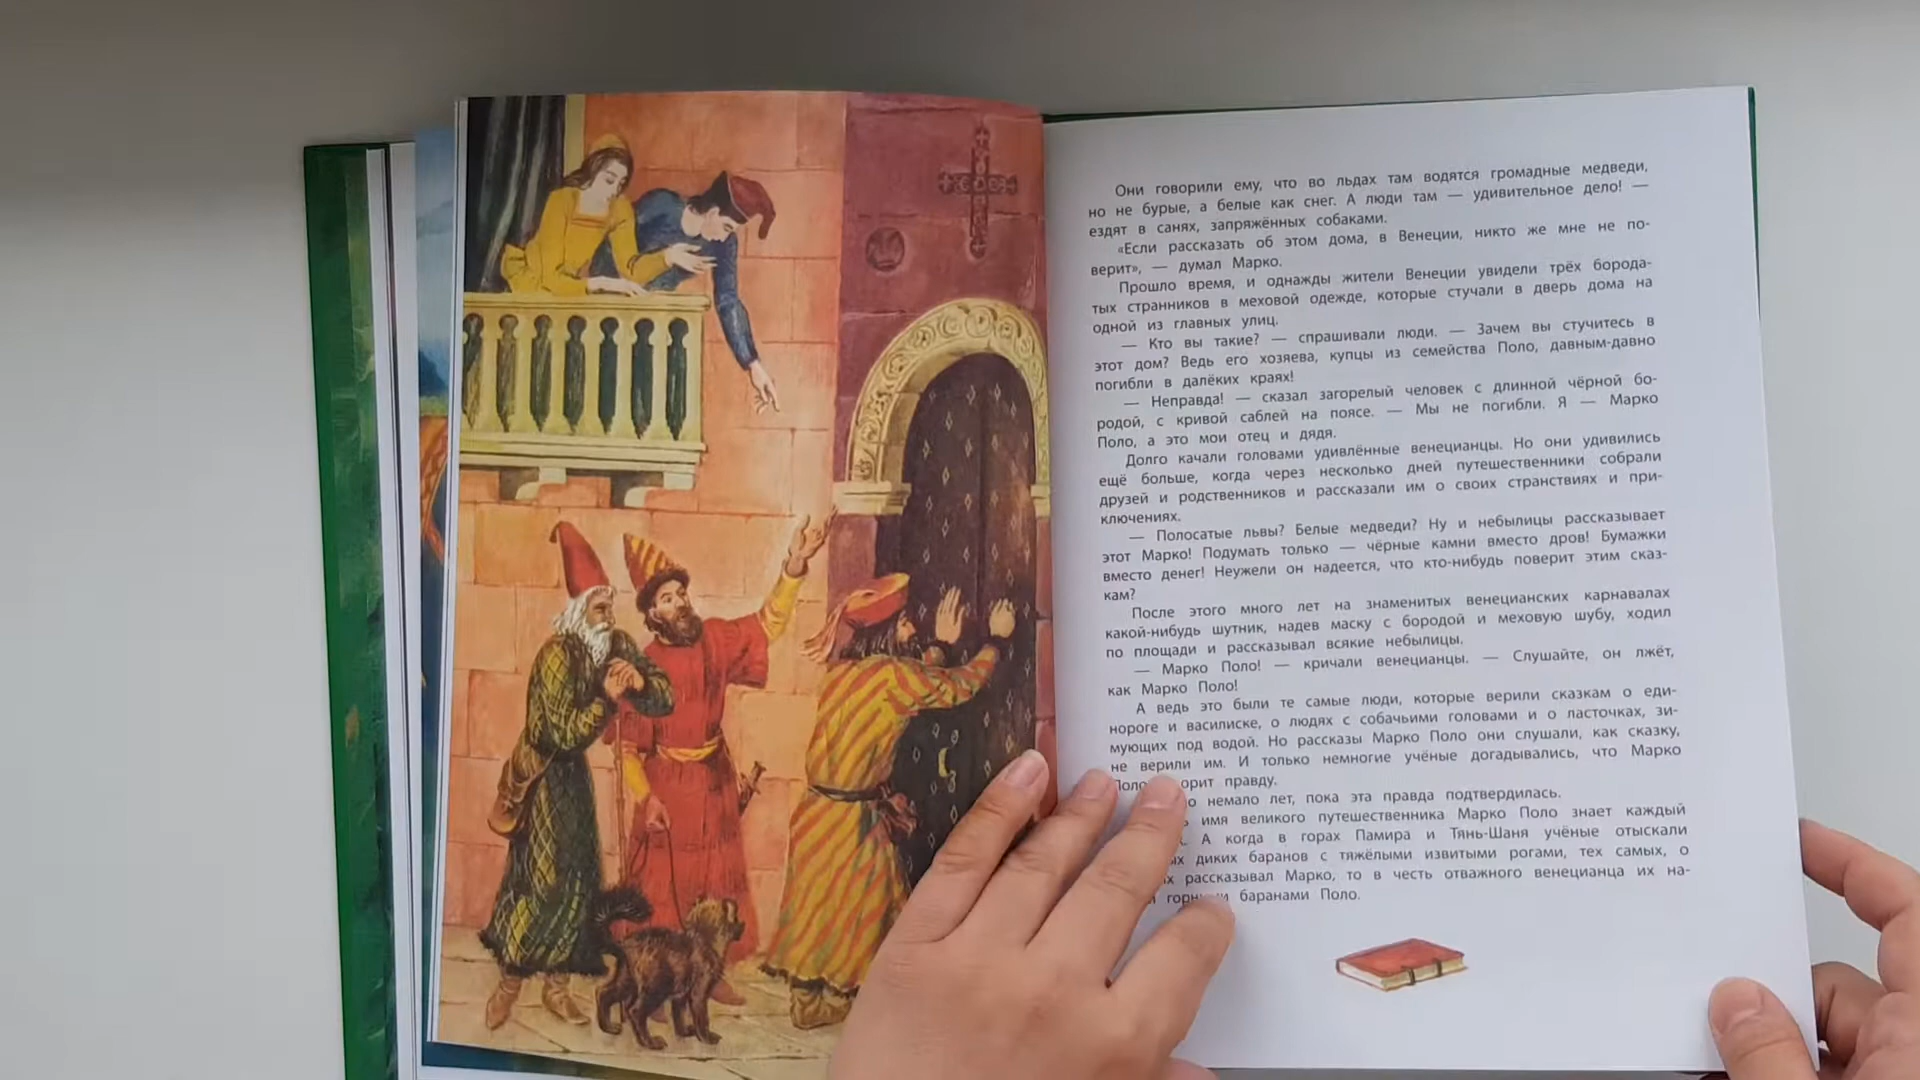 Они говорили ему, что во льдах там водятся громадные медведи,
но не бурые, а белые как снег. А люди там — удивительное дело! —
ездят в санях, запряжённых собаками.
«Если рассказать об этом дома, в Венеции, никто же мне не по-
верит», — думал Марко.
Прошло время, и однажды жители Венеции увидели трёх борода-
тых странников в меховой одежде, которые стучали в дверь дома на
одной из главных улиц.
— Кто вы такие? — спрашивали люди. — Зачем вы стучитесь в
этот дом? Ведь его хозяева, купцы из семейства Поло, давным-давно
погибли в далёких краях!
— Неправда! — сказал загорелый человек с длинной чёрной бо-
родой, с кривой саблей на поясе. — Мы не погибли. Я — Марко
Поло, а это мои отец и дядя.
Долго качали головами удивлённые венецианцы. Но они удивились
ещё больше, когда через несколько дней путешественники собрали
друзей и родственников и рассказали им о своих странствиях и при-
ключениях.
— Полосатые львы? Белые медведи? Ну и небылицы рассказывает
этот Марко! Подумать только — чёрные камни вместо дров! Бумажки
вместо денег! Неужели он надеется, что кто-нибудь поверит этим сказ-
кам?
После этого много лет на знаменитых венецианских карнавалах
какой-нибудь шутник, надев маску с бородой и меховую шубу, ходил
по площади и рассказывал всякие небылицы.
— Марко Поло! — кричали венецианцы. — Слушайте, он лжёт,
как Марко Поло!
А ведь это были те самые люди, которые верили сказкам о еди-
нороге и василиске, о людях с собачьими головами и о ласточках, зи-
мующих под водой. Но рассказы Марко Поло они слушали, как сказку,
не верили им. И только немногие учёные догадывались, что Марко
правду.
немало лет, пока эта правда подтвердилась.
имя великого путешественника Марко Поло знает каждый
А когда в горах Памира и Тянь-Шаня учёные отыскали
диких баранов с тяжёлыми извитыми рогами, тех самых, о
рассказывал Марко, то в честь отважного венецианца их на-
баранами Поло.